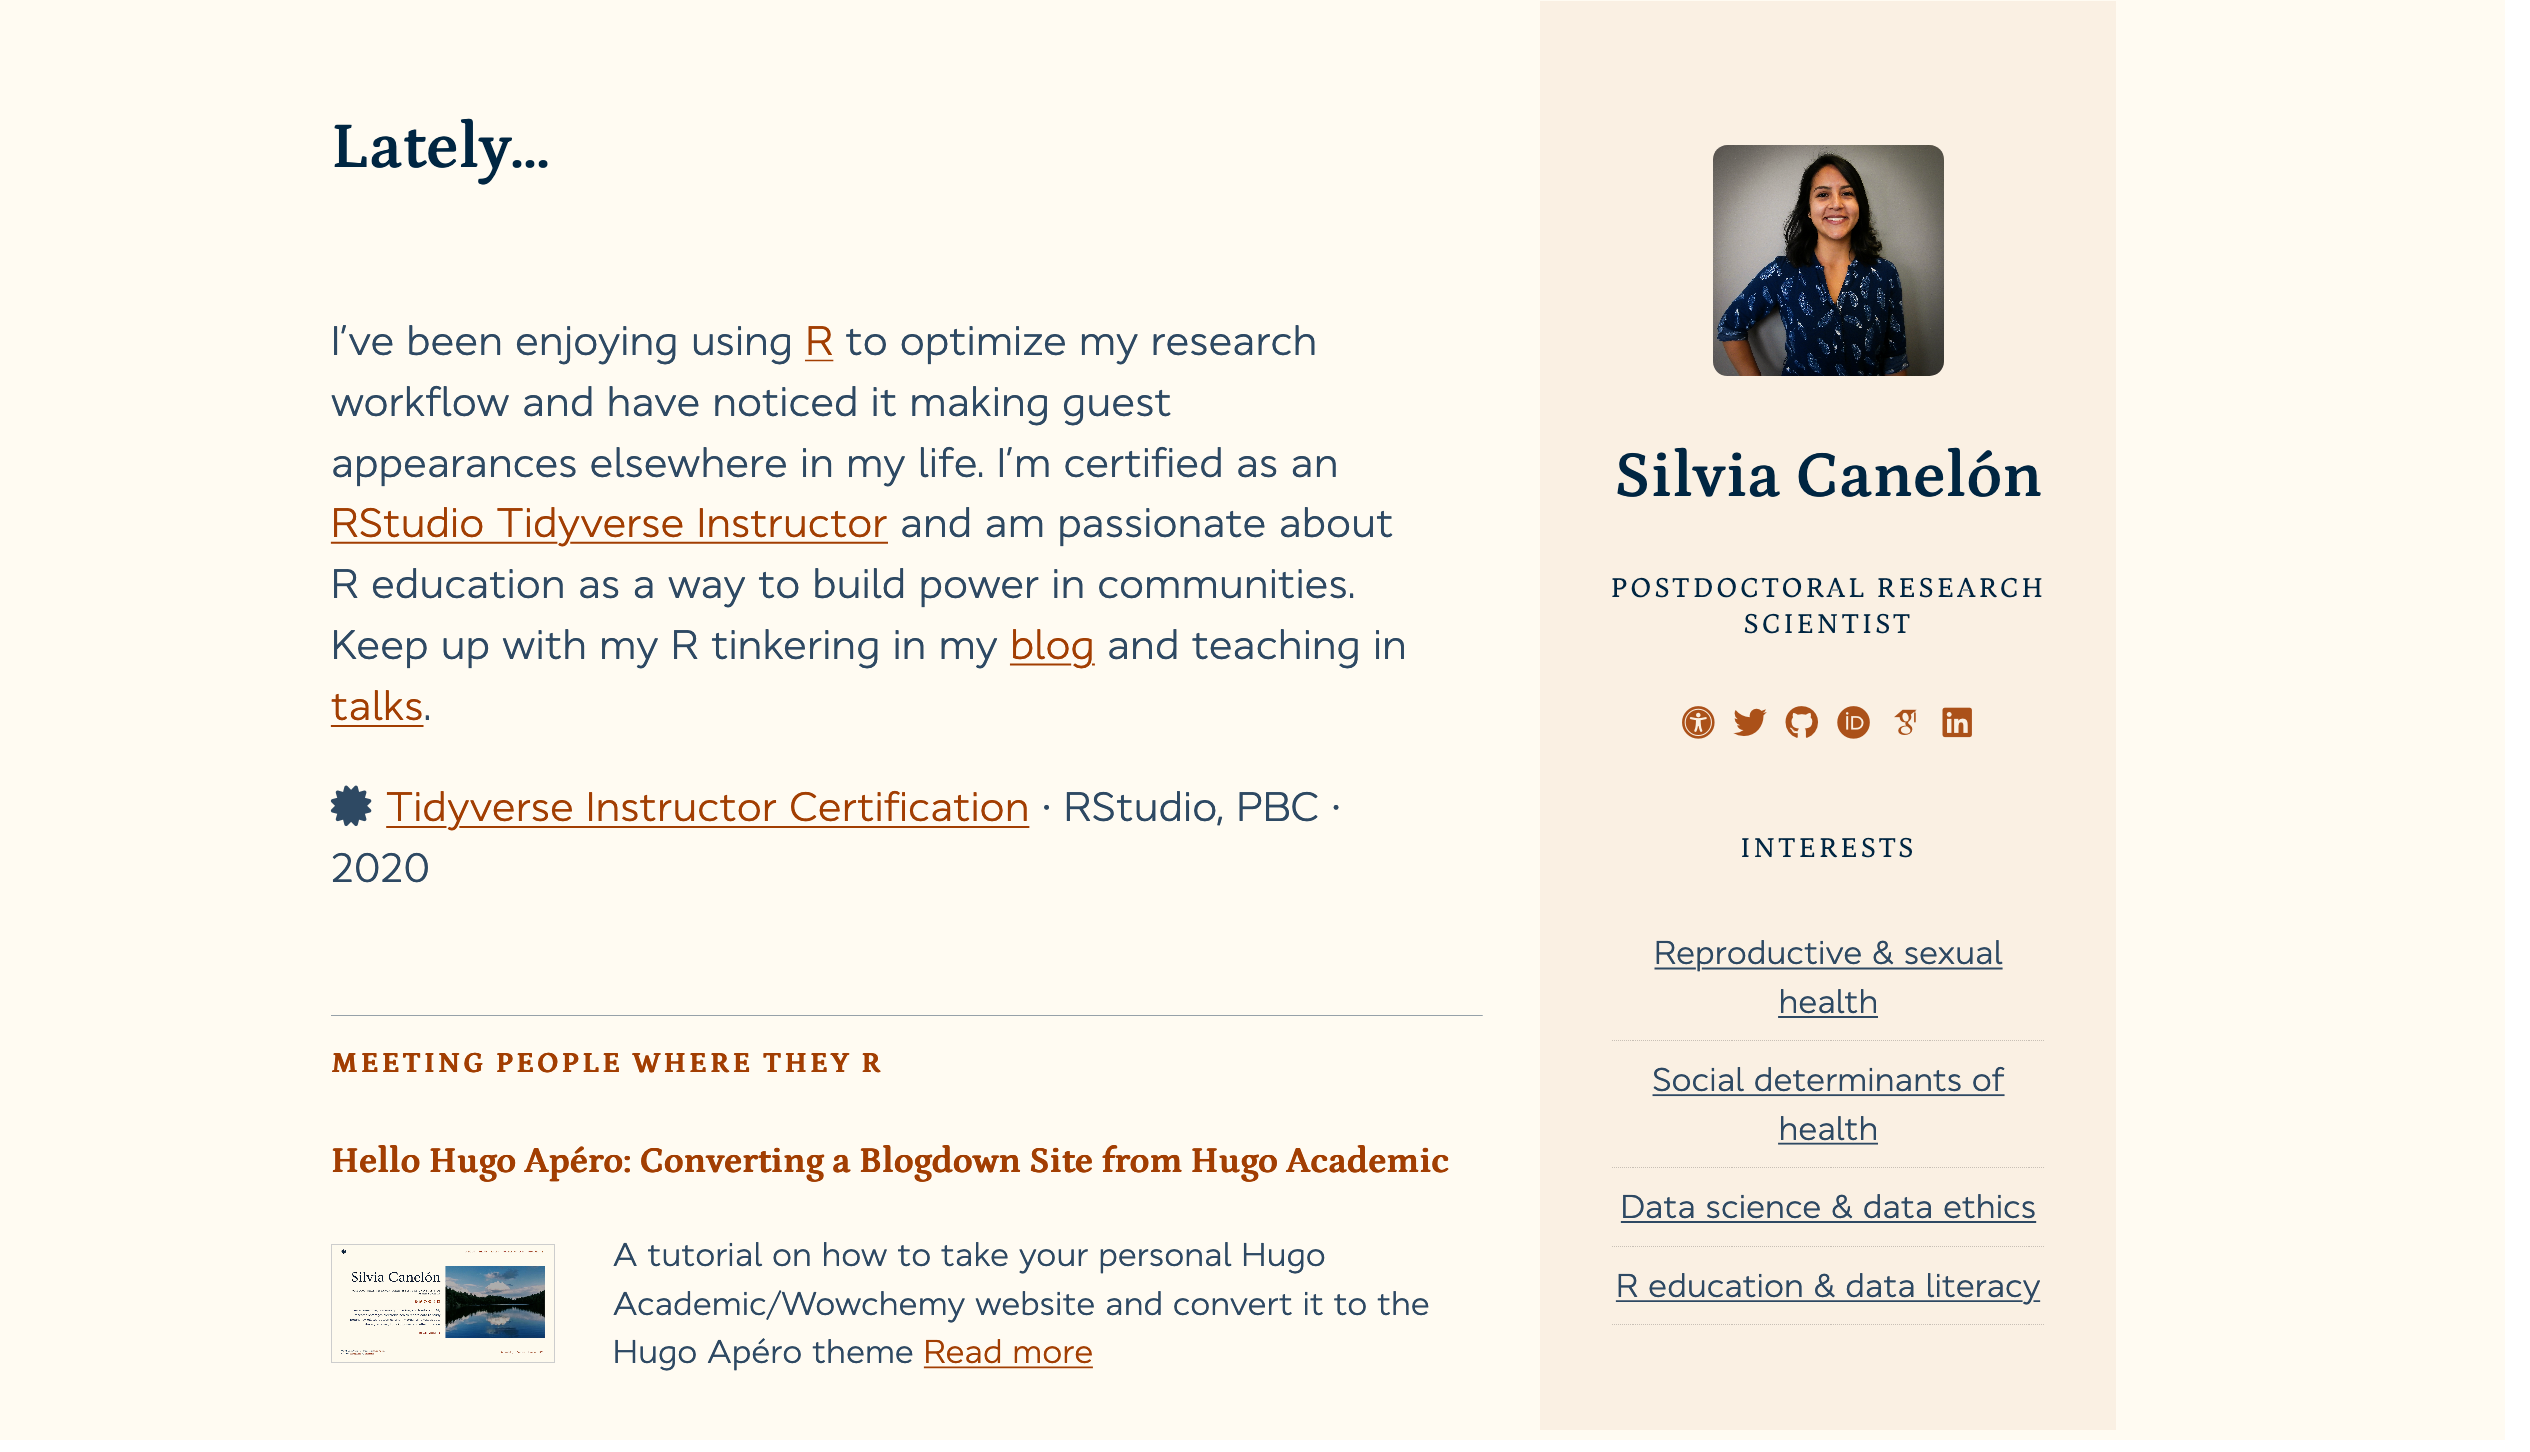 Lately…
I’ve been enjoying using R to optimize my research
workflow and have noticed it making guest
appearances elsewhere in my life. I’m certified as an
RStudio Tidyverse Instructor and am passionate about
R education as a way to build power in communities.
Keep up with my R tinkering in my blog and teaching in
talks.
Tidyverse Instructor Certification · RStudio, PBC ·
2020
MEETING PEOPLE WHERE THEY R
Hello Hugo Apéro: Converting a Blogdown Site from Hugo Academic
Silvia Canelón
A tutorial on how to take your personal Hugo
Academic/Wowchemy website and convert it to the
Hugo Apéro theme Read more
Silvia Canelón
POSTDOCTORAL RESEARCH
SCIENTIST
iD
in
INTERESTS
Reproductive & sexual
health
Social determinants of
health
Data science & data ethics
R education & data literacy